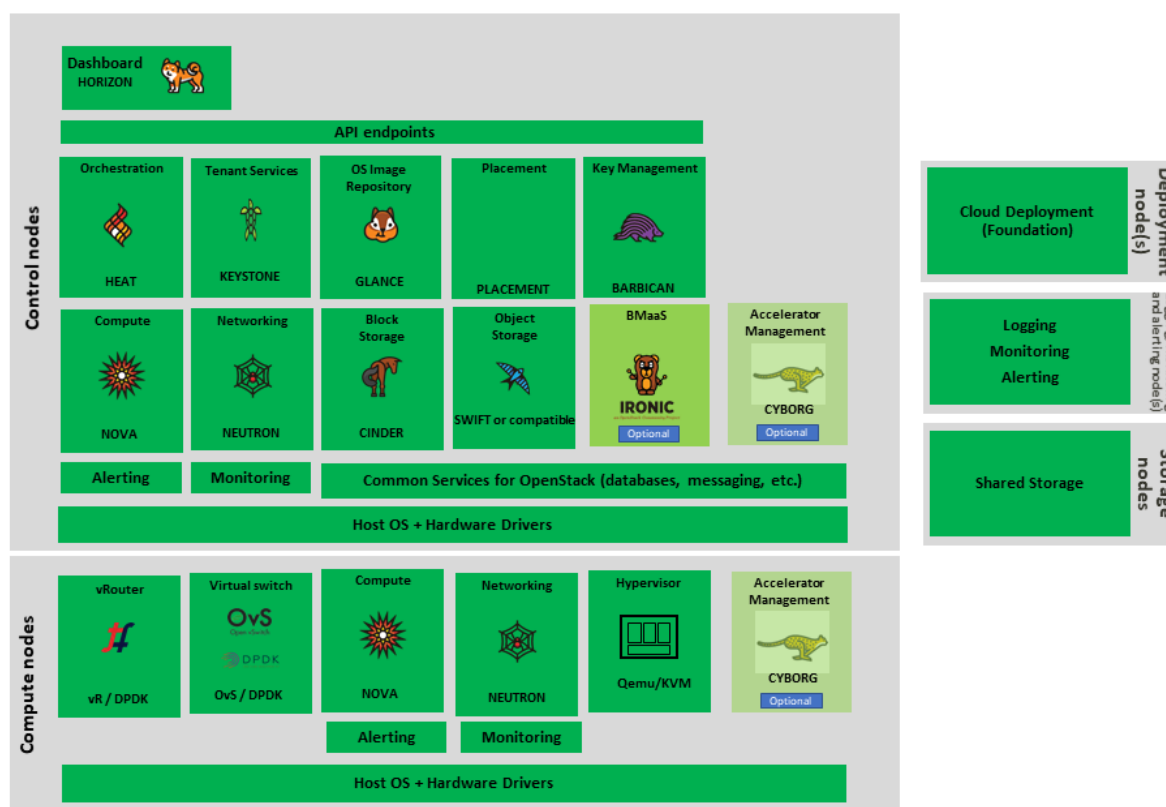 Control nodes
Dashboard
HORIZON
API endpoints
Orchestration
HEAT
Tenant Services
KEYSTONE
OS Image
Repository
GLANCE
Placement
PLACEMENT
Key Management
BARBICAN
Compute
NOVA
Networking
NEUTRON
Block
Storage
CINDER
Object
Storage
SWIFT or compatible
BMaaS
IRONIC
Optional
Accelerator
Management
CYBORG
Optional
Alerting
Monitoring
Common Services for OpenStack (databases, messaging, etc.)
Host OS + Hardware Drivers
Compute nodes
vRouter
vR / DPDK
Virtual switch
OvS
Open vSwitch
DPDK
OvS / DPDK
Compute
NOVA
Networking
NEUTRON
Hypervisor
Qemu/KVM
Accelerator
Management
CYBORG
Optional
Alerting
Monitoring
Host OS + Hardware Drivers
Cloud Deployment
(Foundation)
Deployment
node(s)
Logging
Monitoring
Alerting
and alerting node(s)
Shared Storage
Storage
nodes